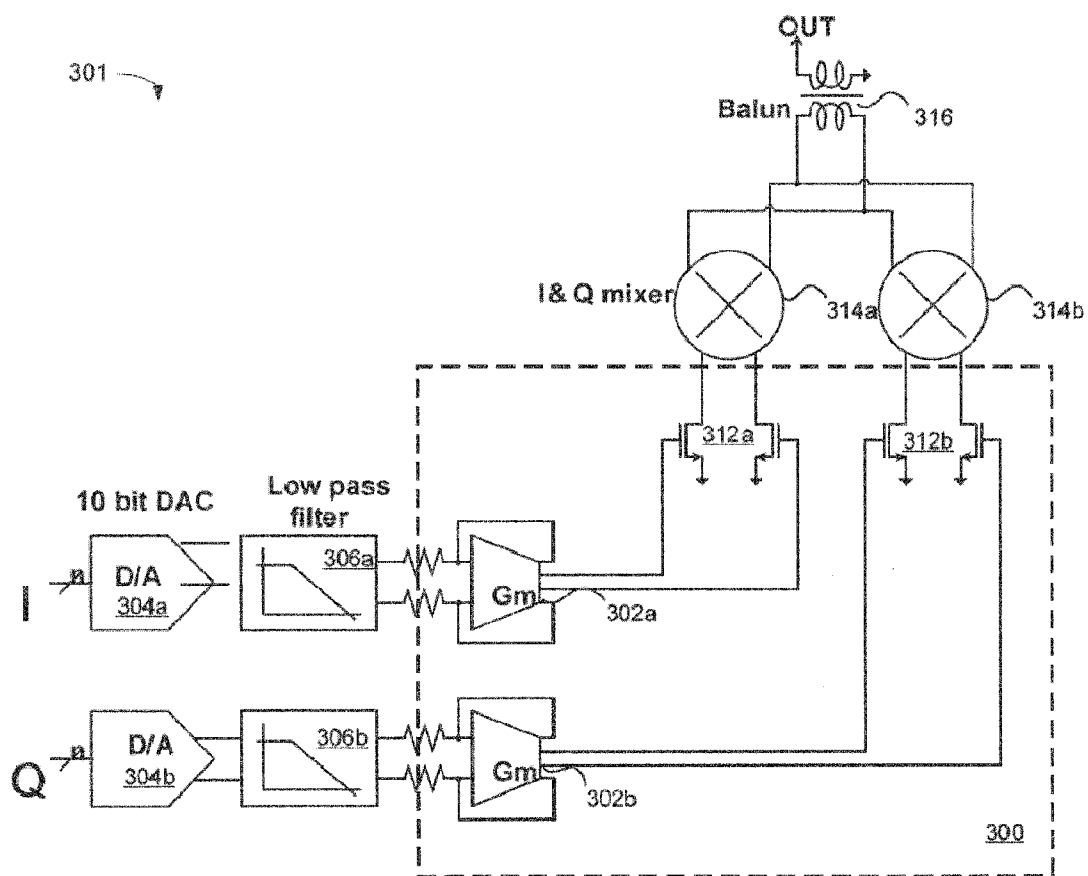 OUT
301
Balun
316
I & Q mixer
314a
314b
312a
312b
10 bit DAC
Low pass
filter
n
I
D/A
304a
306a
Gm
302a
n
Q
D/A
304b
306b
Gm
302b
300